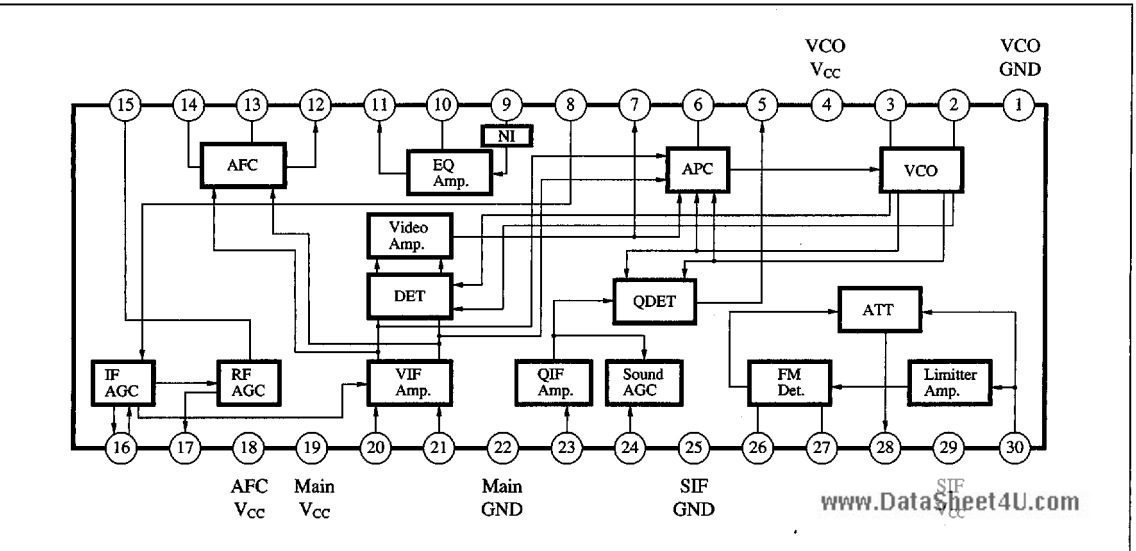 VCO
VCC
VCO
GND
15
14
13
12
11
10
9
8
7
6
5
4
3
2
1
NI
AFC
EQ
Amp.
APC
VCO
Video
Amp.
DET
QDET
ATT
IF
AGC
RF
AGC
VIF
Amp.
QIF
Amp.
Sound
AGC
FM
Det.
Limitter
Amp.
16
17
18
19
20
21
22
23
24
25
26
27
28
29
30
AFC
VCC
Main
VCC
Main
GND
SIF
GND
SIF
VCC
www.DataSheet4U.com